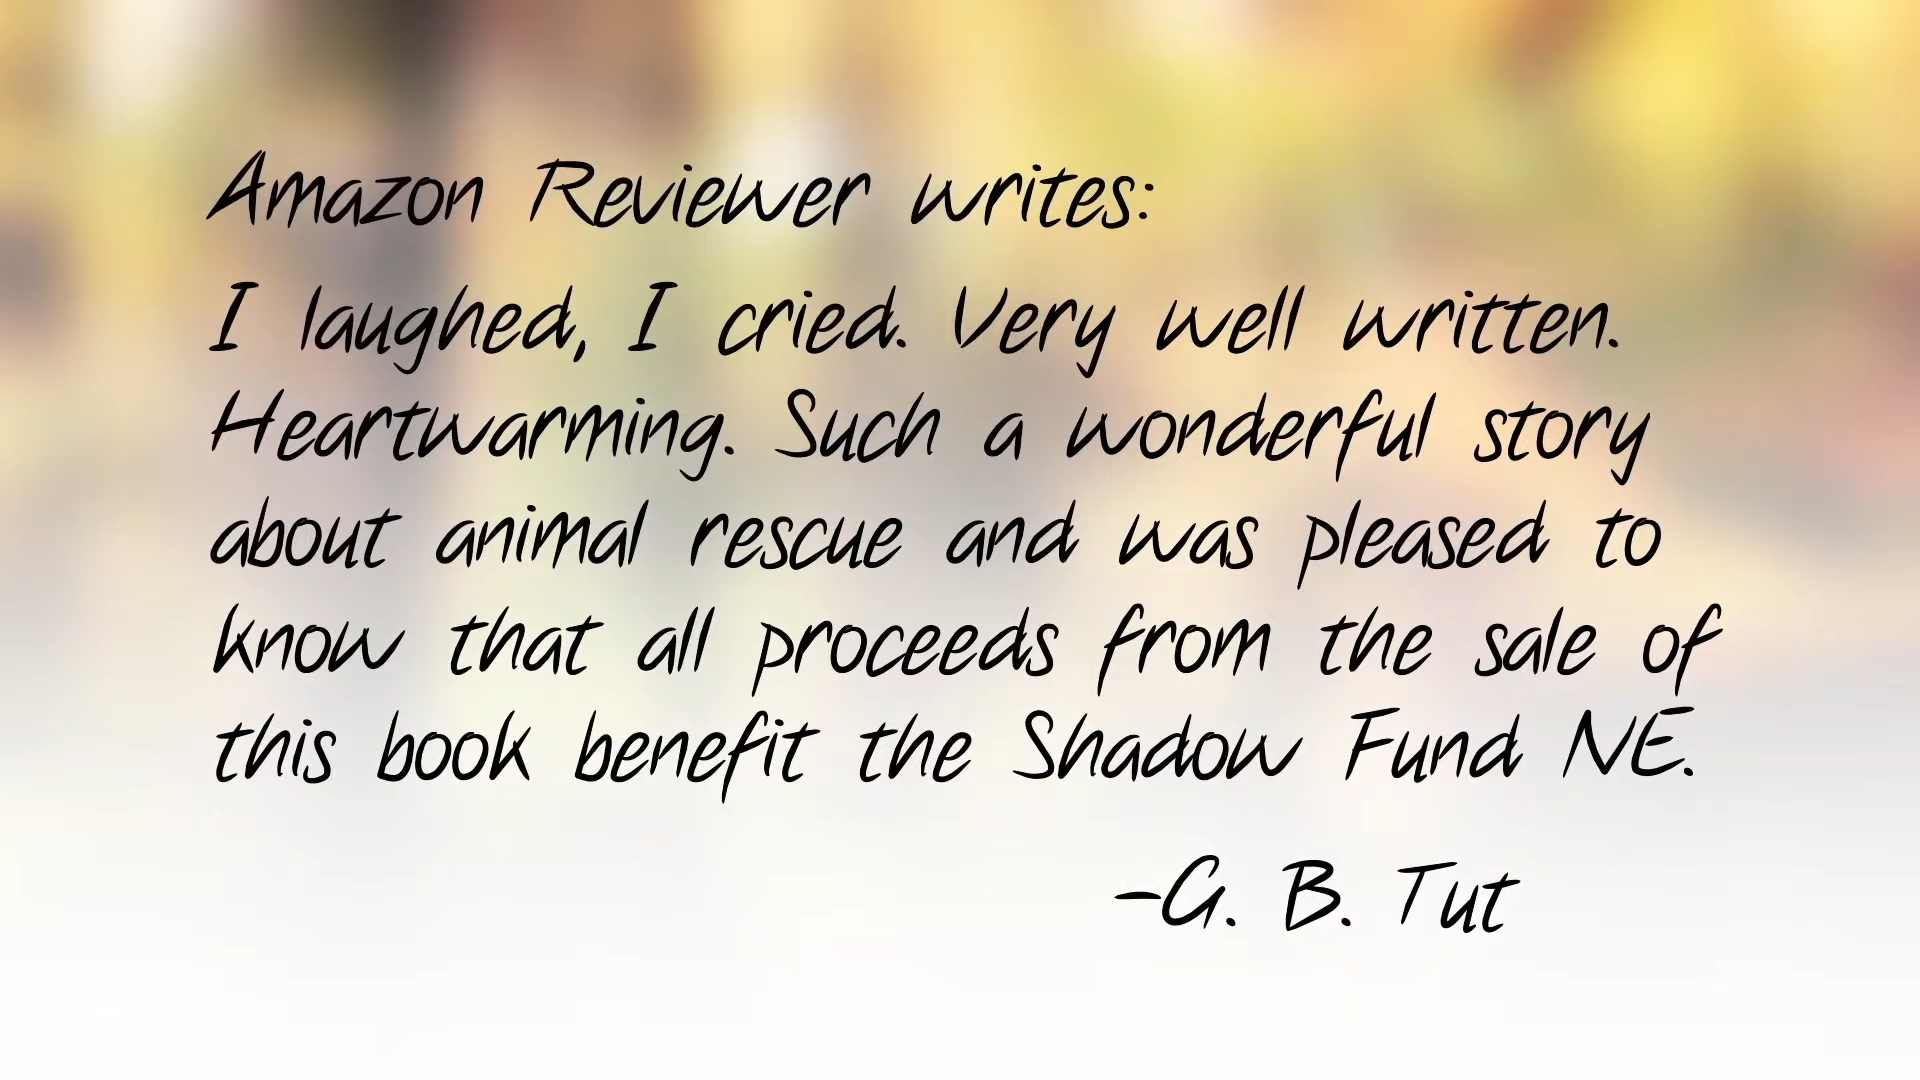 Amazon Reviewer writes:
I laughed, I cried. Very well written.
Heartwarming. Such a wonderful story
about animal rescue and was pleased to
know that all proceeds from the sale of
this book benefit the Shadow Fund NE.
-G. B. Tut